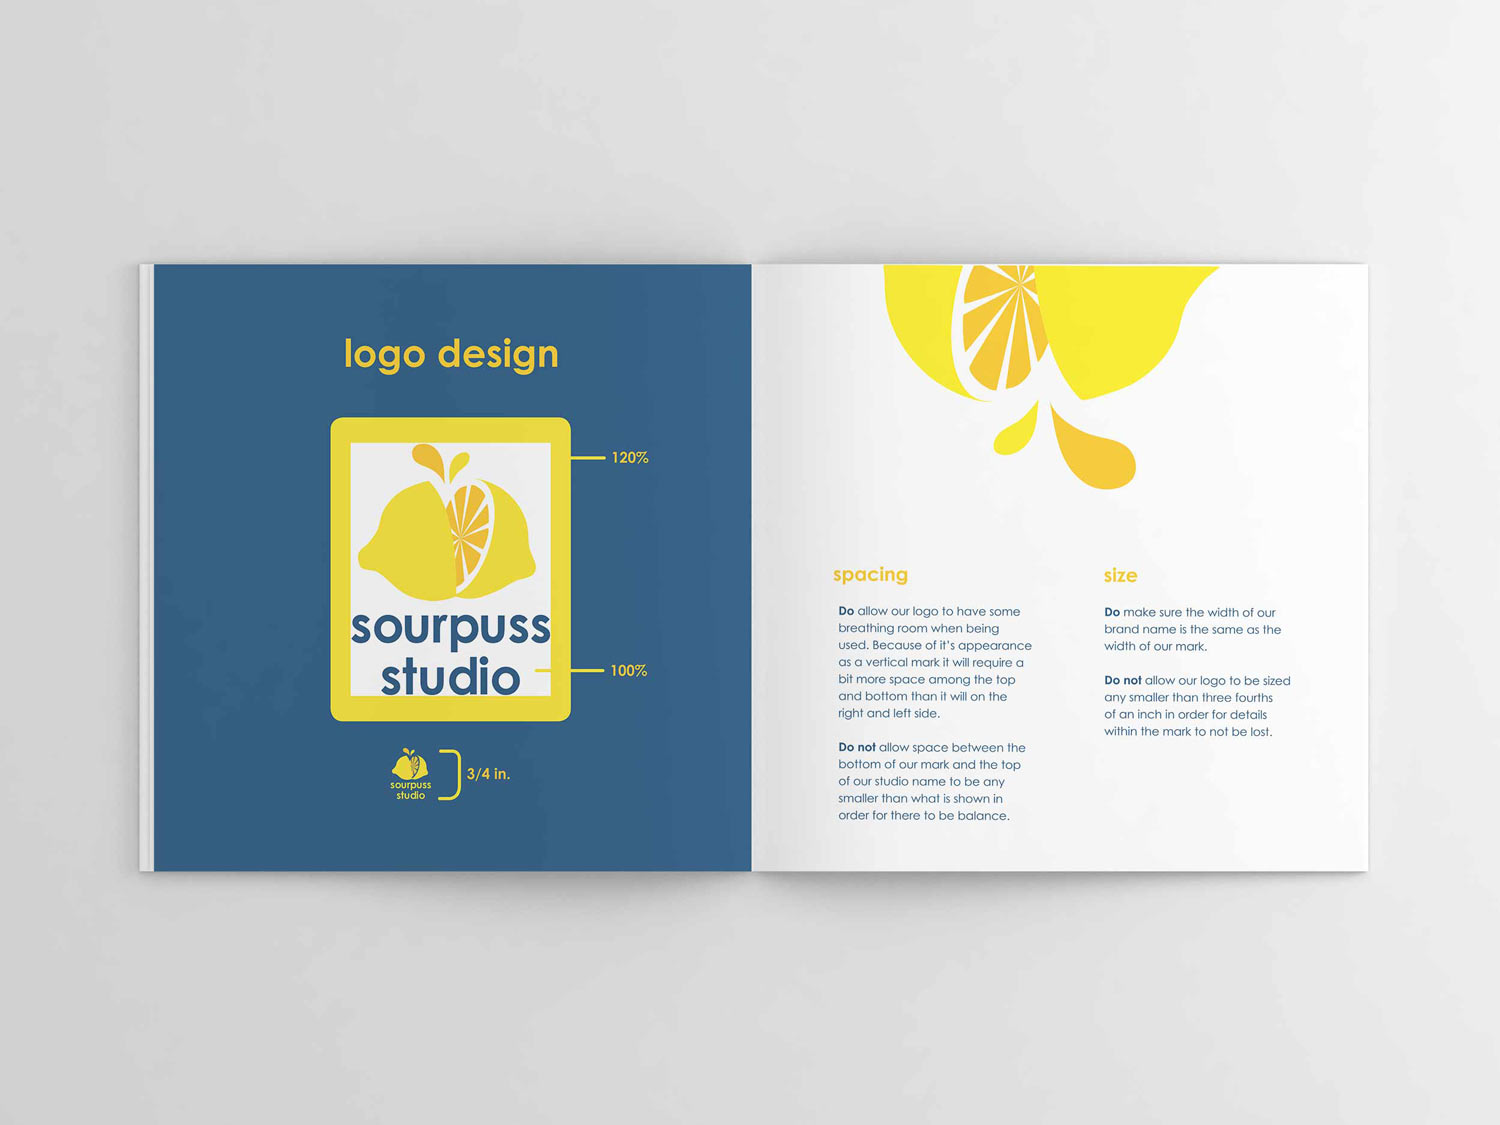 logo design
120%
sourpuss
studio
100%
sourpuss
studio
3/4 in.
spacing
Do allow our logo to have some
breathing room when being
used. Because of it's appearance
as a vertical mark it will require a
bit more space among the top
and bottom than it will on the
right and left side.
Do not allow space between the
bottom of our mark and the top
of our studio name to be any
smaller than what is shown in
order for there to be balance.
size
Do make sure the width of our
brand name is the same as the
width of our mark.
Do not allow our logo to be sized
any smaller than three fourths
of an inch in order for details
within the mark to not be lost.